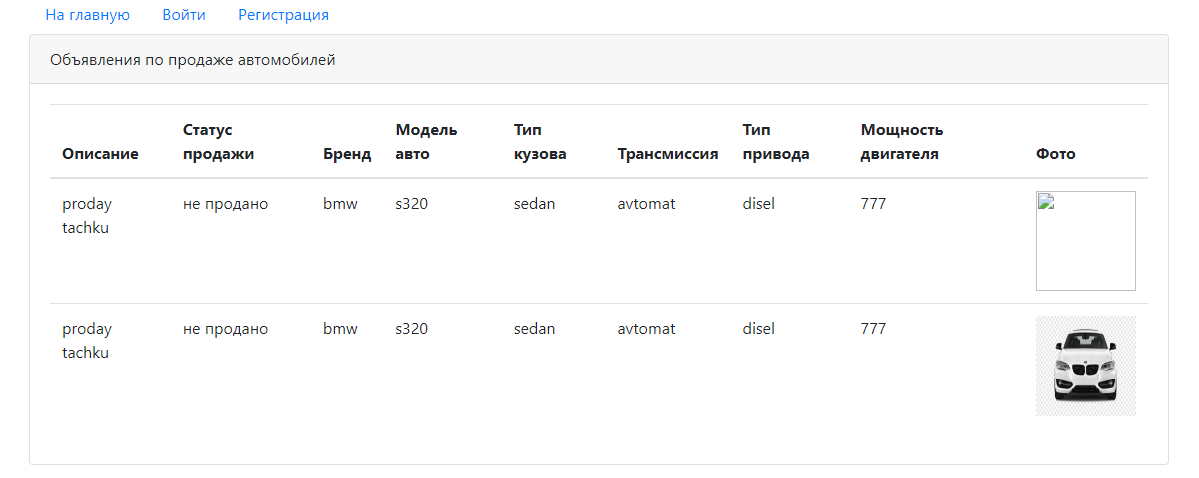 На главную Войти Регистрация
Объявления по продаже автомобилей
Описание Статус продажи Бренд Модель авто Тип кузова Трансмиссия Тип привода Мощность двигателя Фото
proday tachku не продано bmw s320 sedan avtomat disel 777
proday tachku не продано bmw s320 sedan avtomat disel 777